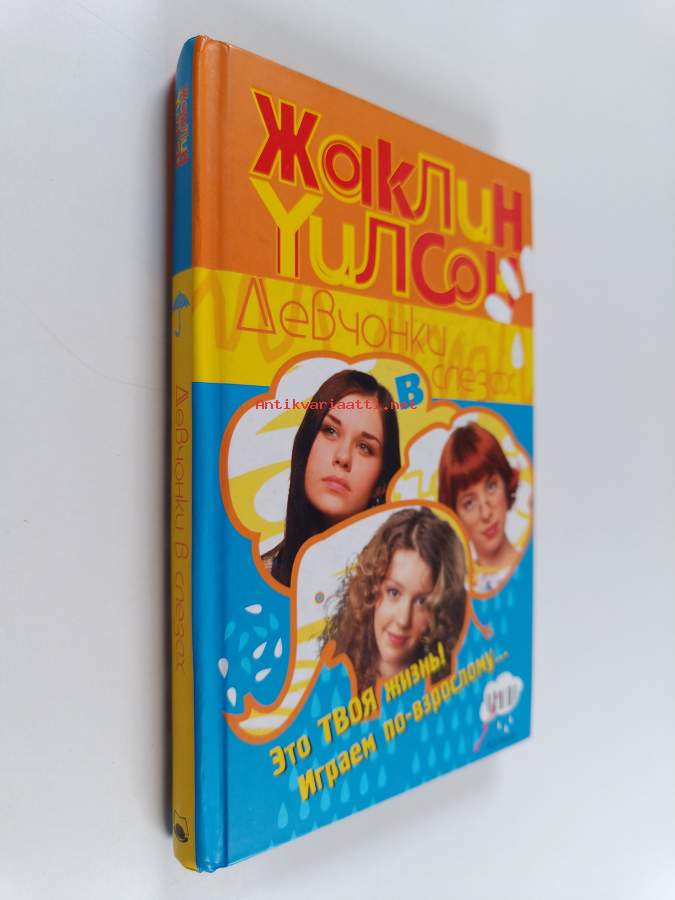 Жаклин
Уилсон
Девчонки
в слезах
Antikvariaatti.net
Это ТВОЯ жизнь!
Играем по-взрослому...
Девчонки в слезах